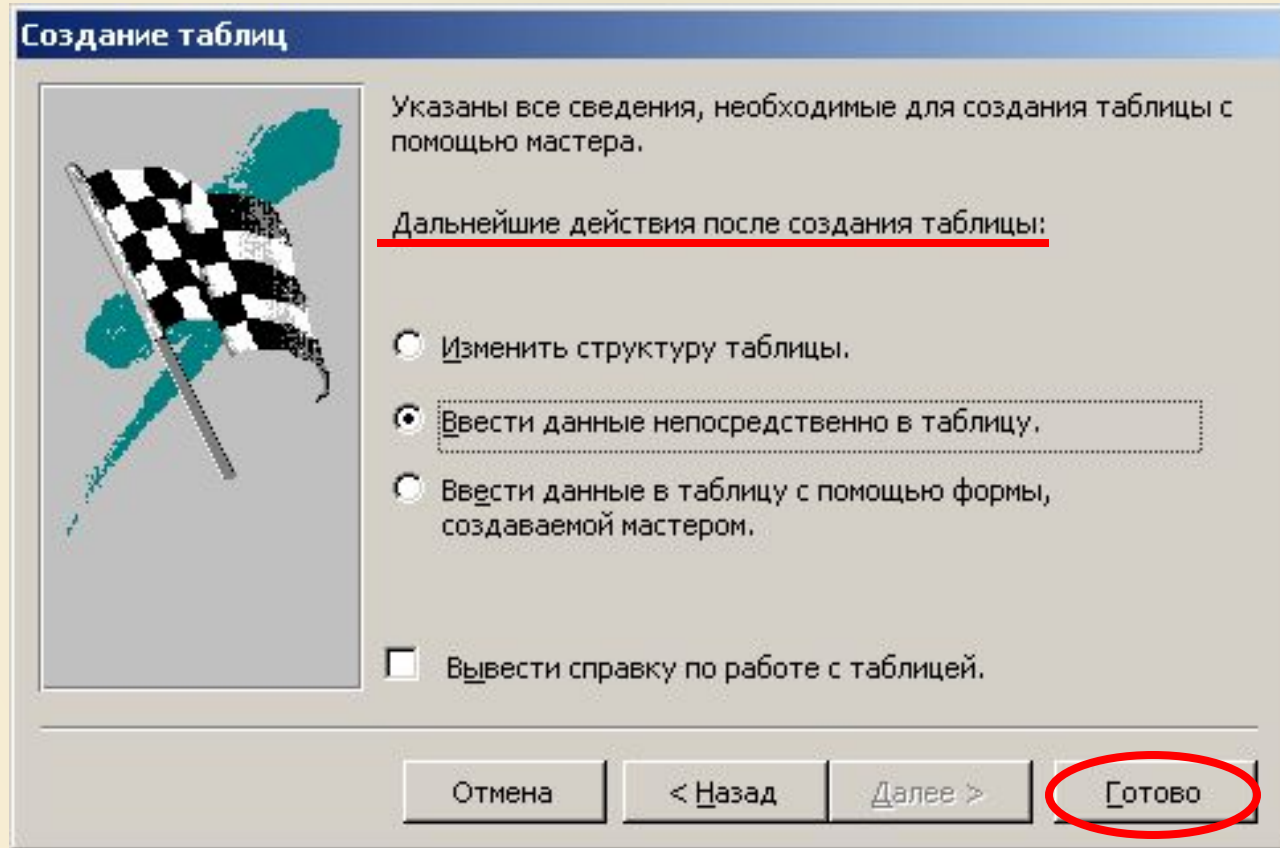 Создание таблиц
Указаны все сведения, необходимые для создания таблицы с
помощью мастера.
Дальнейшие действия после создания таблицы:
Изменить структуру таблицы.
Ввести данные непосредственно в таблицу.
Ввести данные в таблицу с помощью формы,
создаваемой мастером.
Вывести справку по работе с таблицей.
Отмена
< Назад
Далее >
Готово